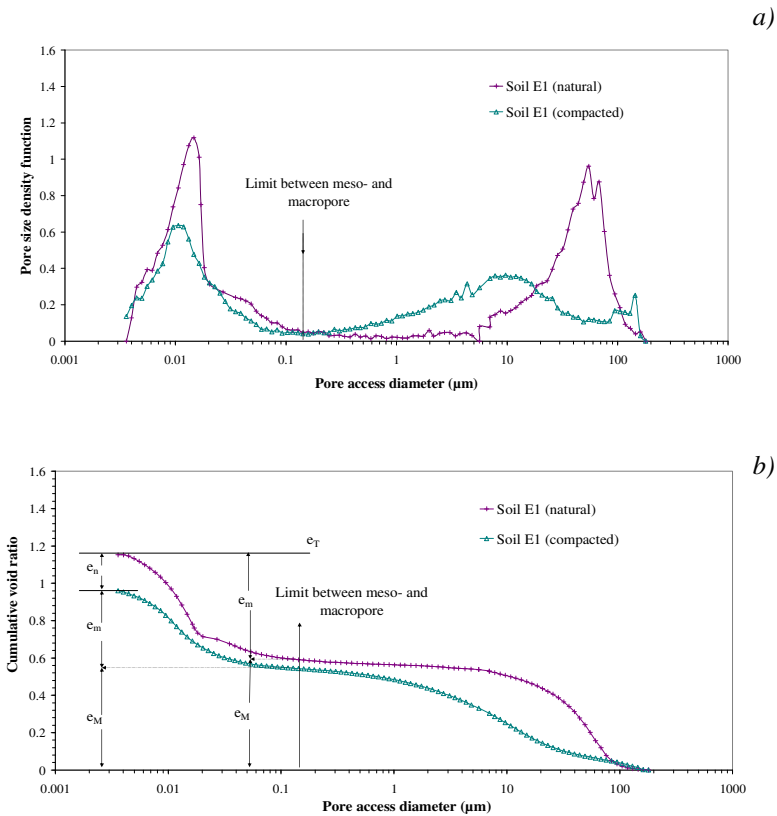 a)
1.6
1.4
1.2
1
0.8
0.6
0.4
0.2
0
Pore size density function
Soil E1 (natural)
Soil E1 (compacted)
Limit between meso- and
macropore
0.001 0.01 0.1 1 10 100 1000
Pore access diameter (µm)
b)
1.6
1.4
1.2
1
0.8
0.6
0.4
0.2
0
Cumulative void ratio
Soil E1 (natural)
Soil E1 (compacted)
eT
en
em
em
Limit between meso- and
macropore
eM
eM
0.001 0.01 0.1 1 10 100 1000
Pore access diameter (µm)